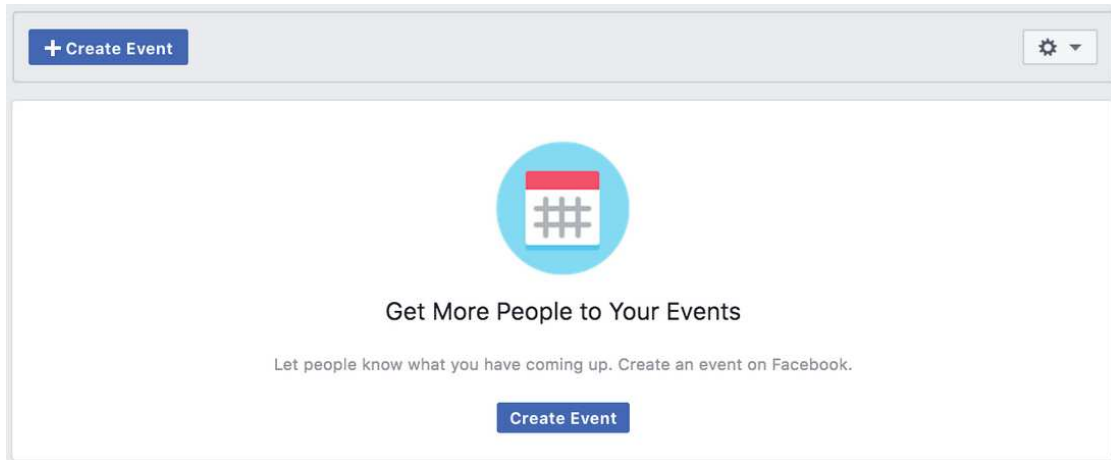 + Create Event
Get More People to Your Events
Let people know what you have coming up. Create an event on Facebook.
Create Event